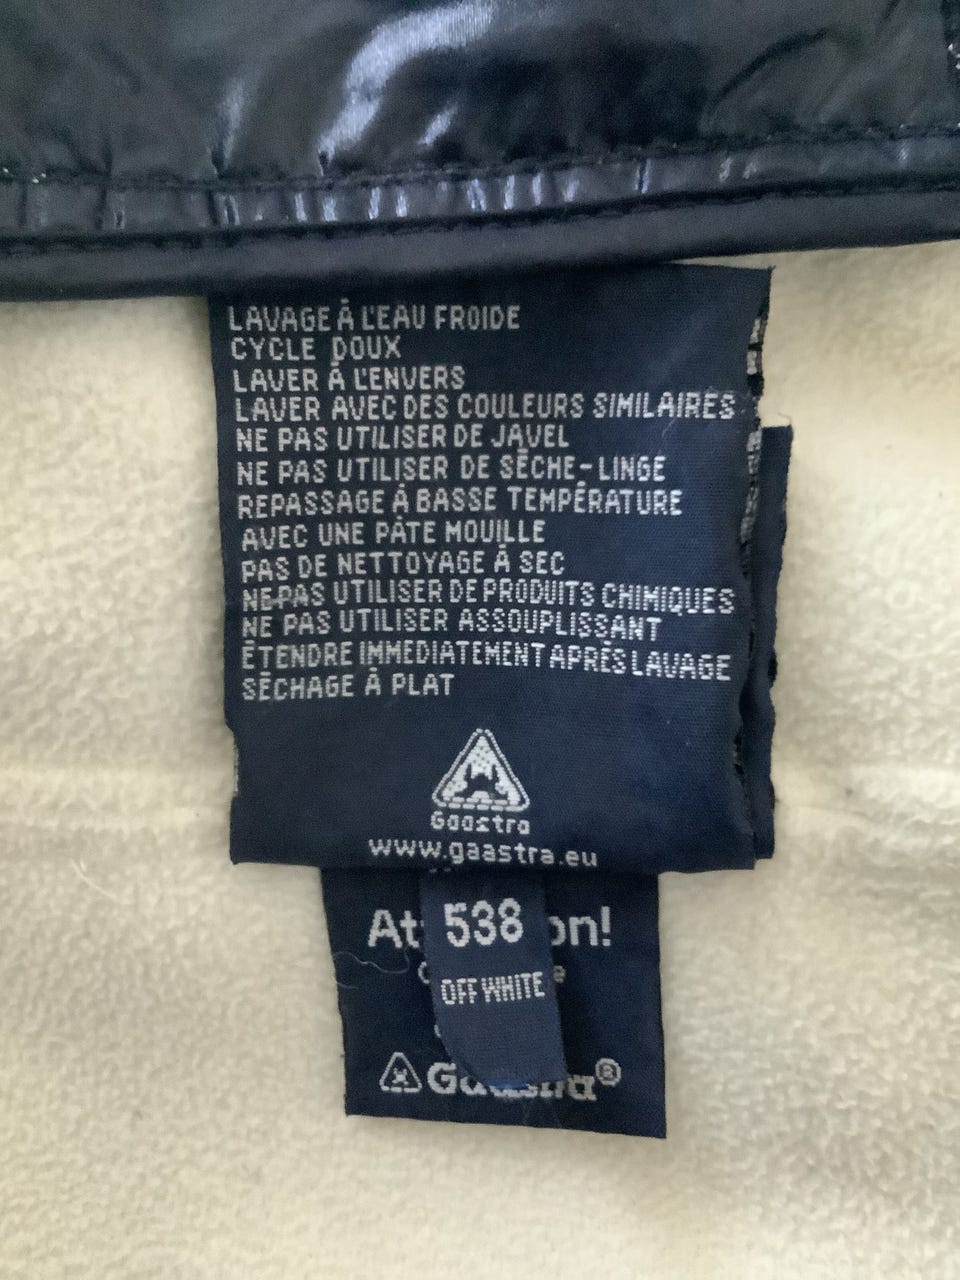 LAVAGE À L'EAU FROIDE
CYCLE DOUX
LAVER À L'ENVERS
LAVER AVEC DES COULEURS SIMILAIRES
NE PAS UTILISER DE JAVEL
NE PAS UTILISER DE SÈCHE-LINGE
REPASSAGE À BASSE TEMPÉRATURE
AVEC UNE PÂTE MOUILLE
PAS DE NETTOYAGE À SEC
NE PAS UTILISER DE PRODUITS CHIMIQUES
NE PAS UTILISER ASSOUPLISSANT
ÉTENDRE IMMEDIATEMENT APRÈS LAVAGE
SÈCHAGE À PLAT
Gaastra
www.gaastra.eu
538
OFF WHITE
Gaastra®